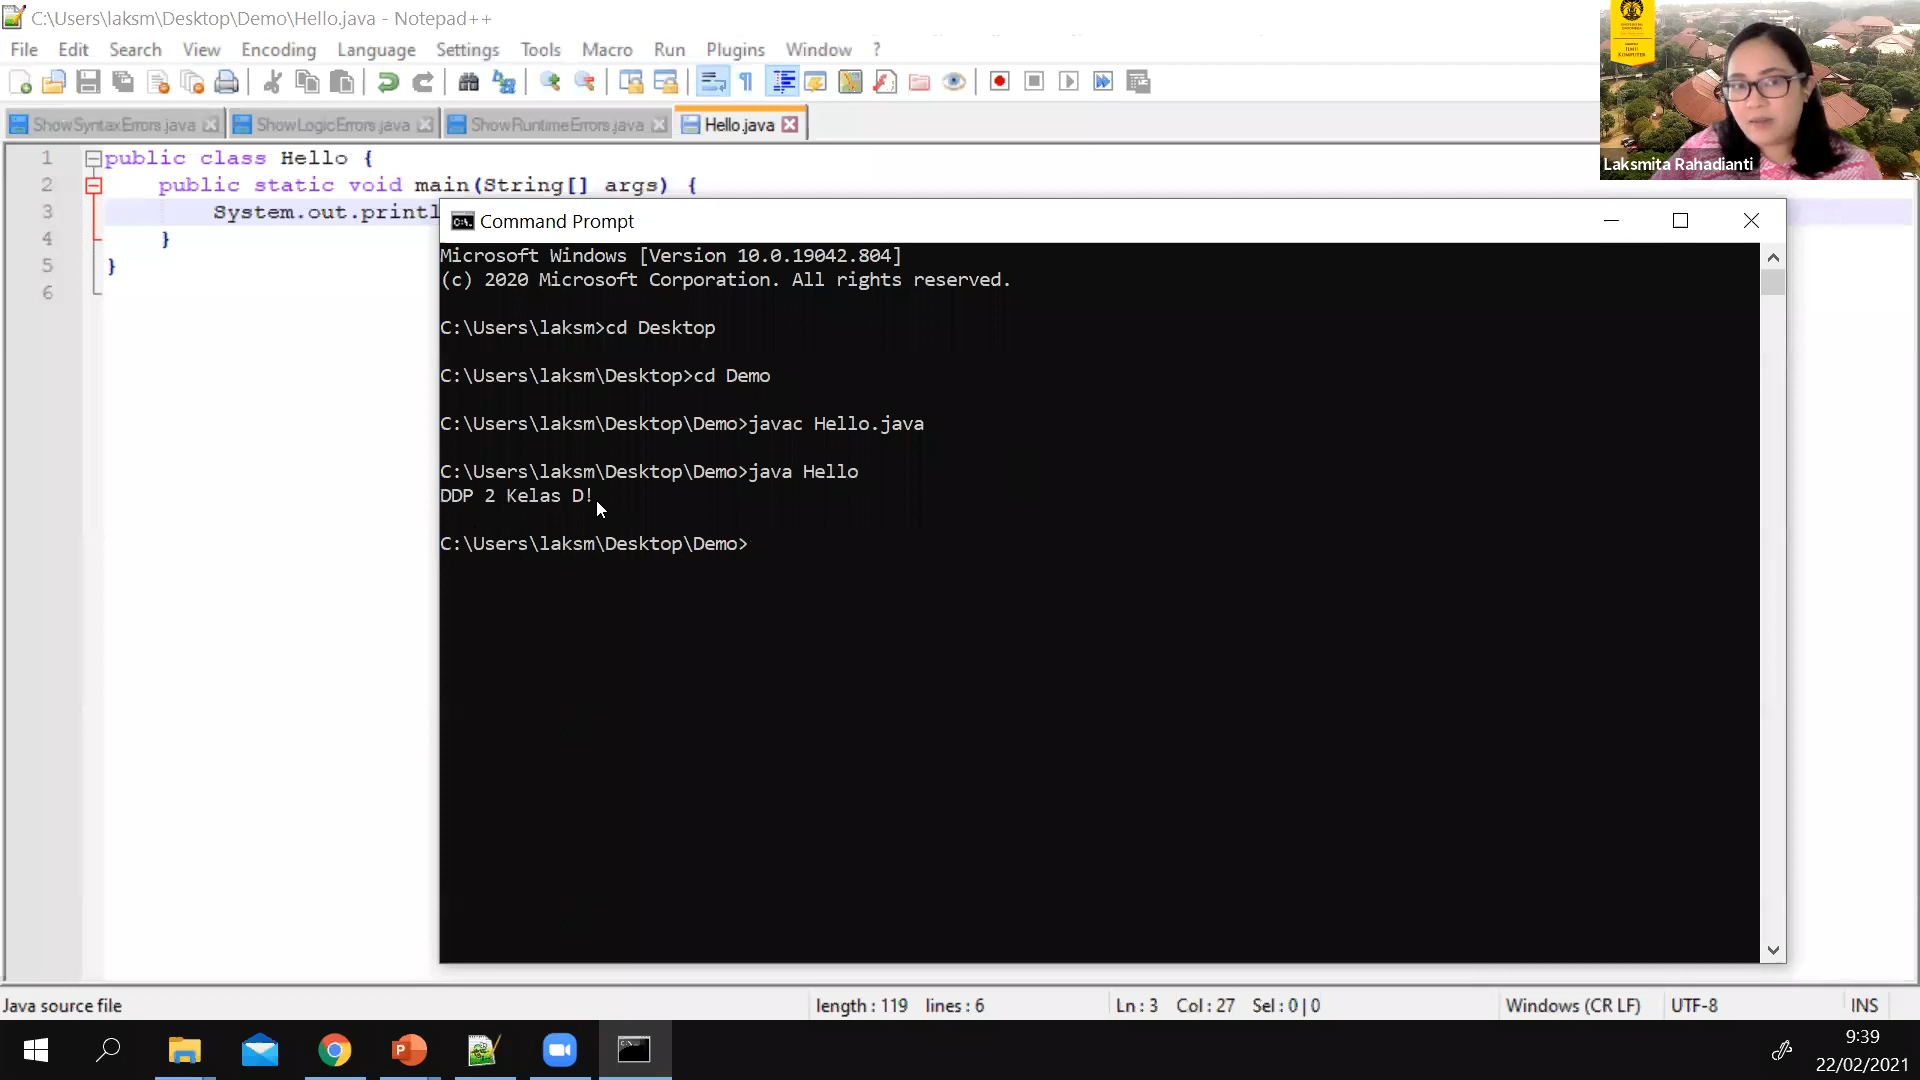 C:\Users\laksm\Desktop\Demo\Hello.java - Notepad++
File Edit Search View Encoding Language Settings Tools Macro Run Plugins Window ?
ShowSyntaxErrors.java ShowLogicErrors.java ShowRuntimeErrors.java Hello.java
1 public class Hello {
2 public static void main(String[] args) {
3 System.out.printl
4 }
5 }
6
Laksmita Rahadianti
Command Prompt
Microsoft Windows [Version 10.0.19042.804]
(c) 2020 Microsoft Corporation. All rights reserved.
C:\Users\laksm>cd Desktop
C:\Users\laksm\Desktop>cd Demo
C:\Users\laksm\Desktop\Demo>javac Hello.java
C:\Users\laksm\Desktop\Demo>java Hello
DDP 2 Kelas D!
C:\Users\laksm\Desktop\Demo>
Java source file length : 119 lines : 6 Ln : 3 Col : 27 Sel : 0 | 0 Windows (CR LF) UTF-8 INS
9:39
22/02/2021